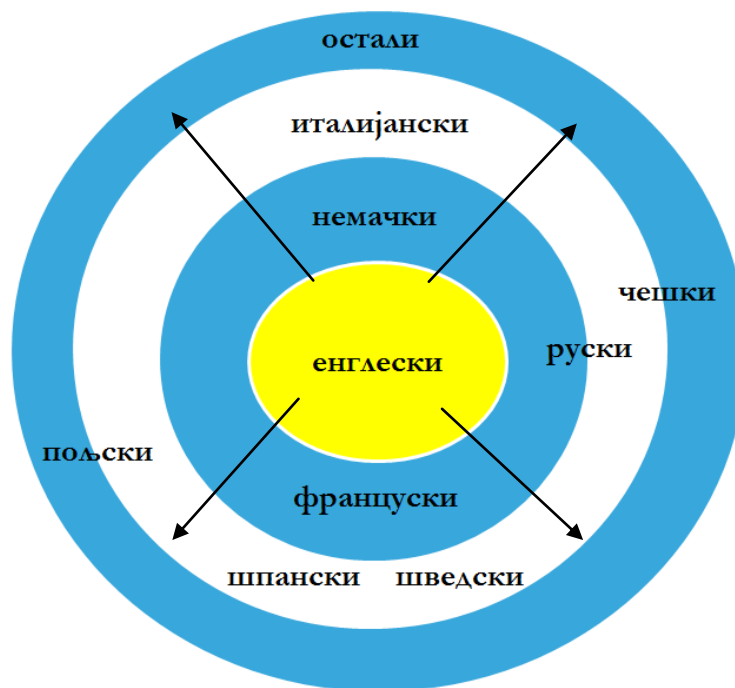 остали
италијански
немачки
чешки
руски
енглески
пољски
француски
шпански шведски